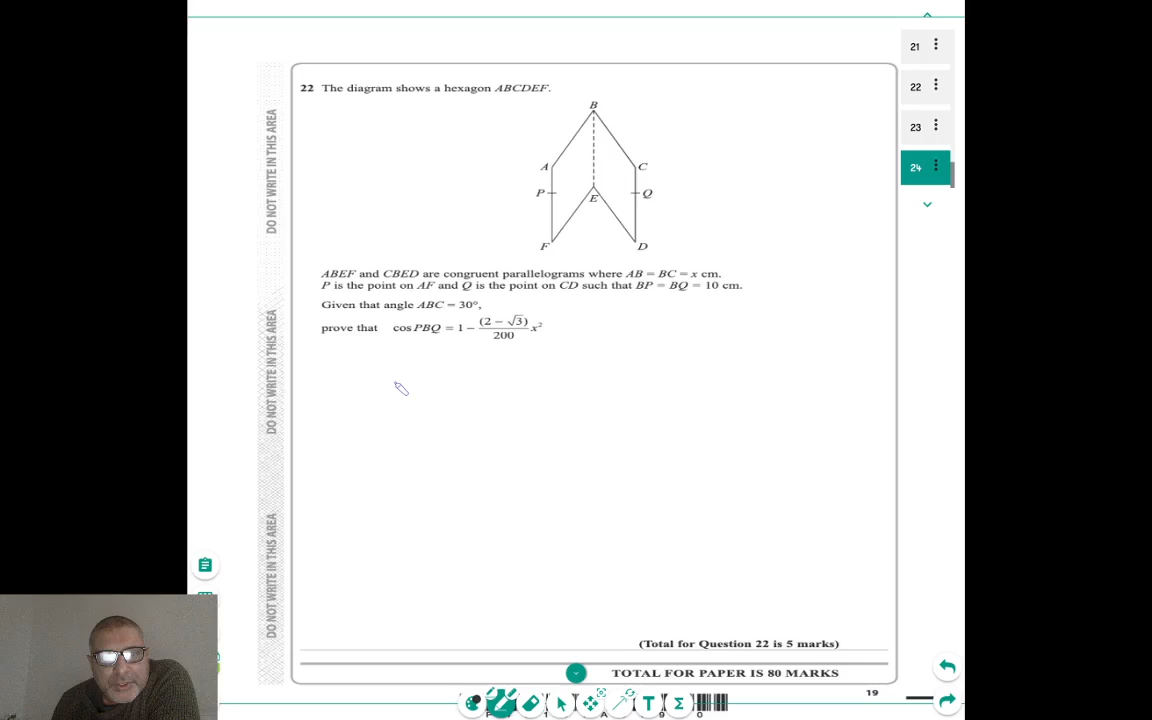 21
22
23
24
22 The diagram shows a hexagon ABCDEF.
B
A
C
P
E
Q
F
D
ABEF and CBED are congruent parallelograms where AB = BC = x cm.
P is the point on AF and Q is the point on CD such that BP = BQ = 10 cm.
Given that angle ABC = 30°,
prove that cos PBQ = 1 − (2 − √3)/200 x²
(Total for Question 22 is 5 marks)
TOTAL FOR PAPER IS 80 MARKS
19
DO NOT WRITE IN THIS AREA
DO NOT WRITE IN THIS AREA
DO NOT WRITE IN THIS AREA
T
Σ